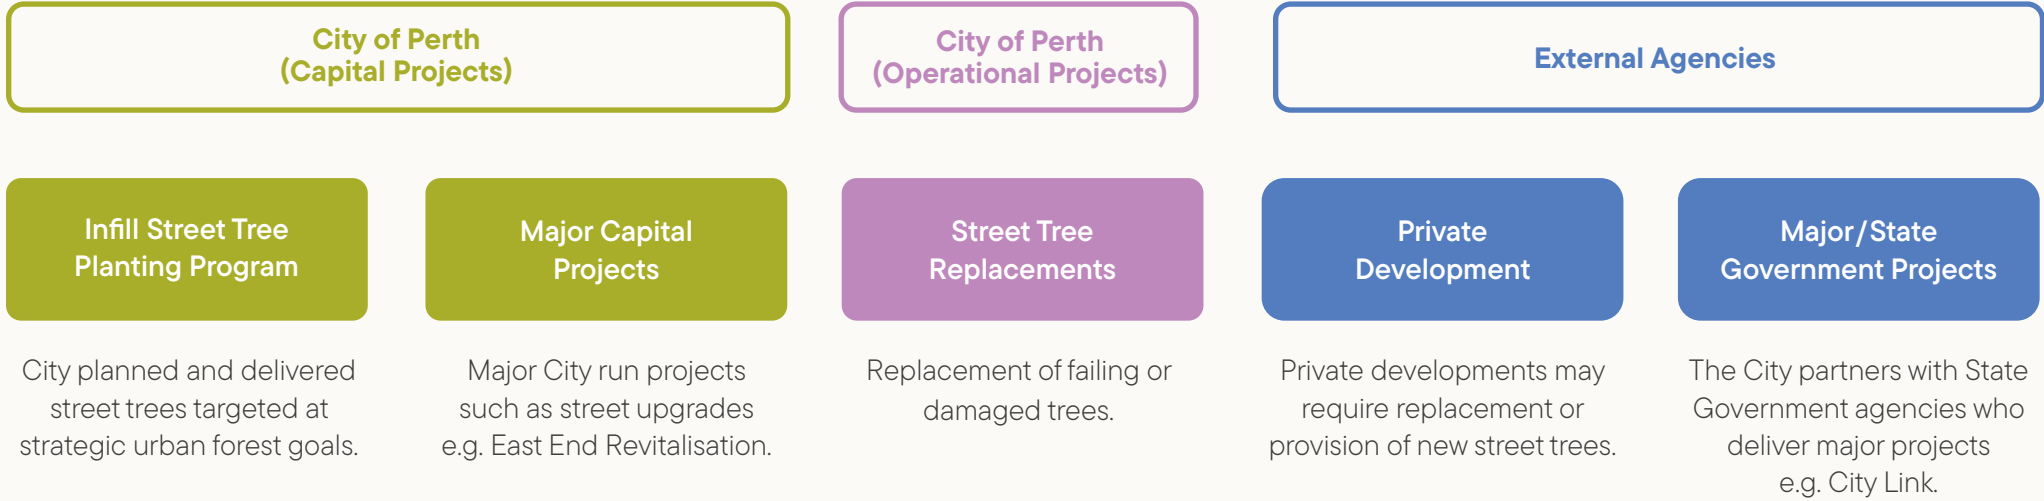 City of Perth
(Capital Projects)
City of Perth
(Operational Projects)
External Agencies
Infill Street Tree
Planting Program
Major Capital
Projects
Street Tree
Replacements
Private
Development
Major/State
Government Projects
City planned and delivered
street trees targeted at
strategic urban forest goals.
Major City run projects
such as street upgrades
e.g. East End Revitalisation.
Replacement of failing or
damaged trees.
Private developments may
require replacement or
provision of new street trees.
The City partners with State
Government agencies who
deliver major projects
e.g. City Link.